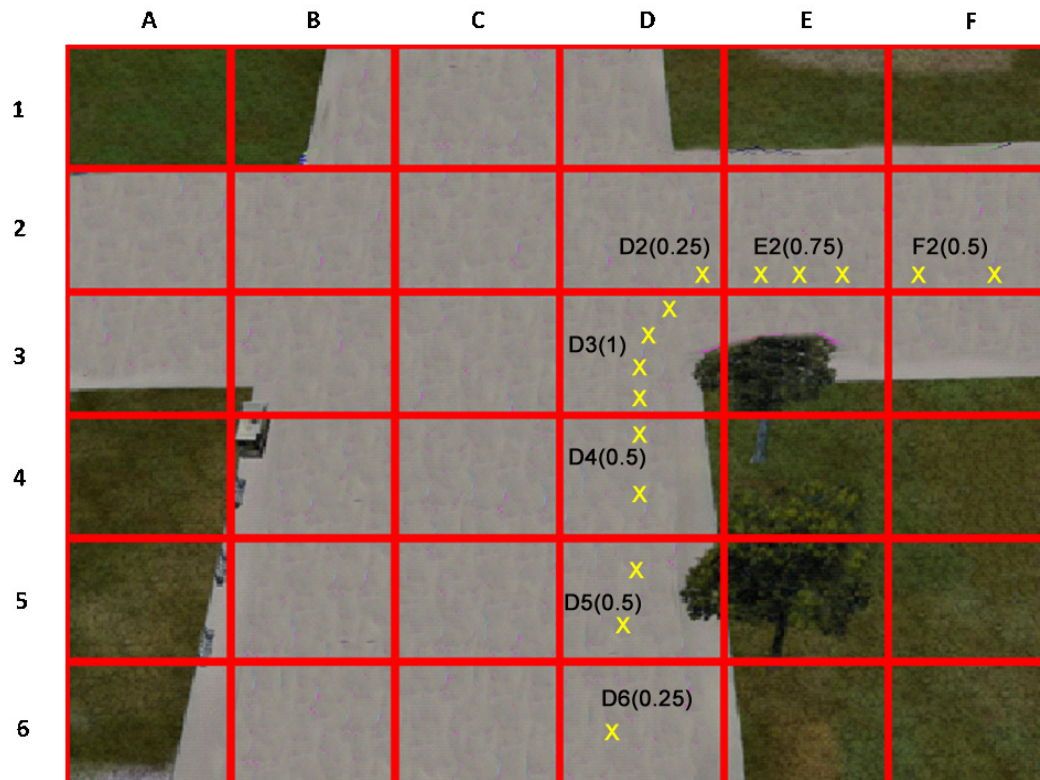 A B C D E F
1
2
D2(0.25) E2(0.75) F2(0.5)
X X X X X X
X
X
3
D3(1)
X
X
X
4
D4(0.5)
X
X
5
D5(0.5)
X
D6(0.25)
6
X